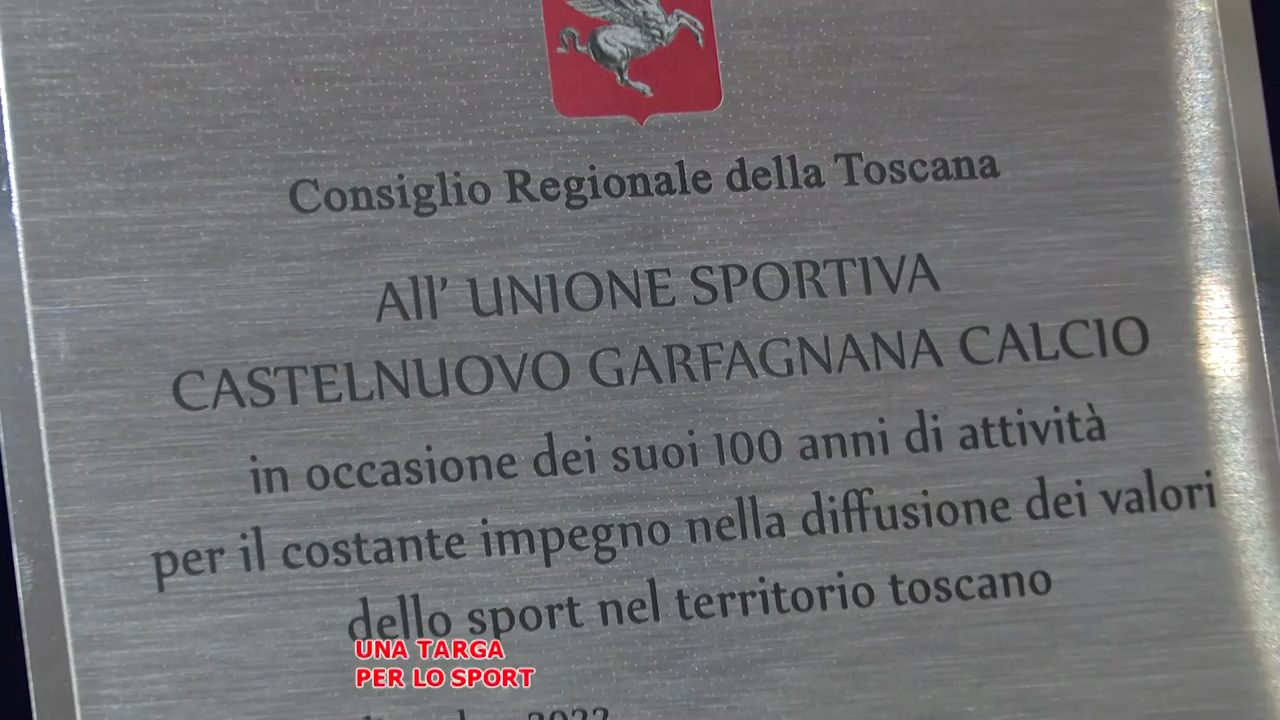 Consiglio Regionale della Toscana
All' UNIONE SPORTIVA
CASTELNUOVO GARFAGNANA CALCIO
in occasione dei suoi 100 anni di attività
per il costante impegno nella diffusione dei valori
dello sport nel territorio toscano
UNA TARGA
PER LO SPORT
2022